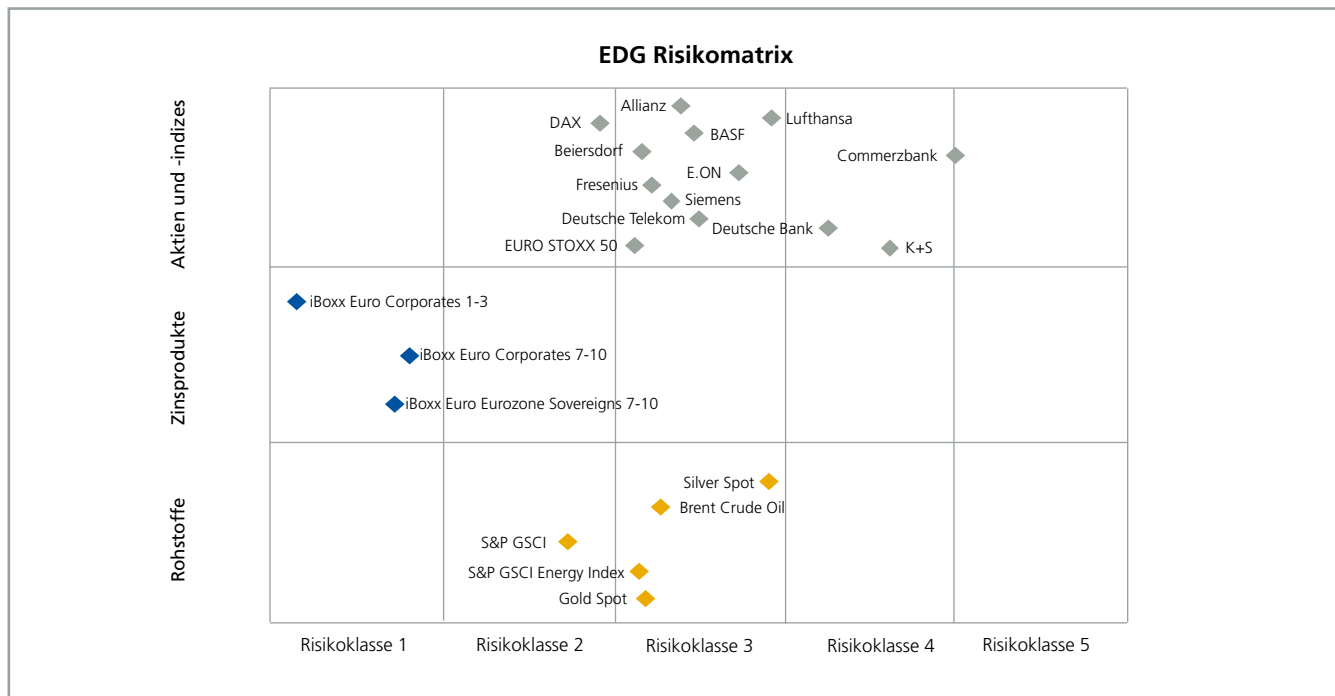 EDG Risikomatrix
Aktien und -indizes
Allianz
Lufthansa
DAX
BASF
Beiersdorf
Commerzbank
E.ON
Fresenius
Siemens
Deutsche Telekom
Deutsche Bank
EURO STOXX 50
K+S
Zinsprodukte
iBoxx Euro Corporates 1-3
iBoxx Euro Corporates 7-10
iBoxx Euro Eurozone Sovereigns 7-10
Rohstoffe
Silver Spot
Brent Crude Oil
S&P GSCI
S&P GSCI Energy Index
Gold Spot
Risikoklasse 1
Risikoklasse 2
Risikoklasse 3
Risikoklasse 4
Risikoklasse 5